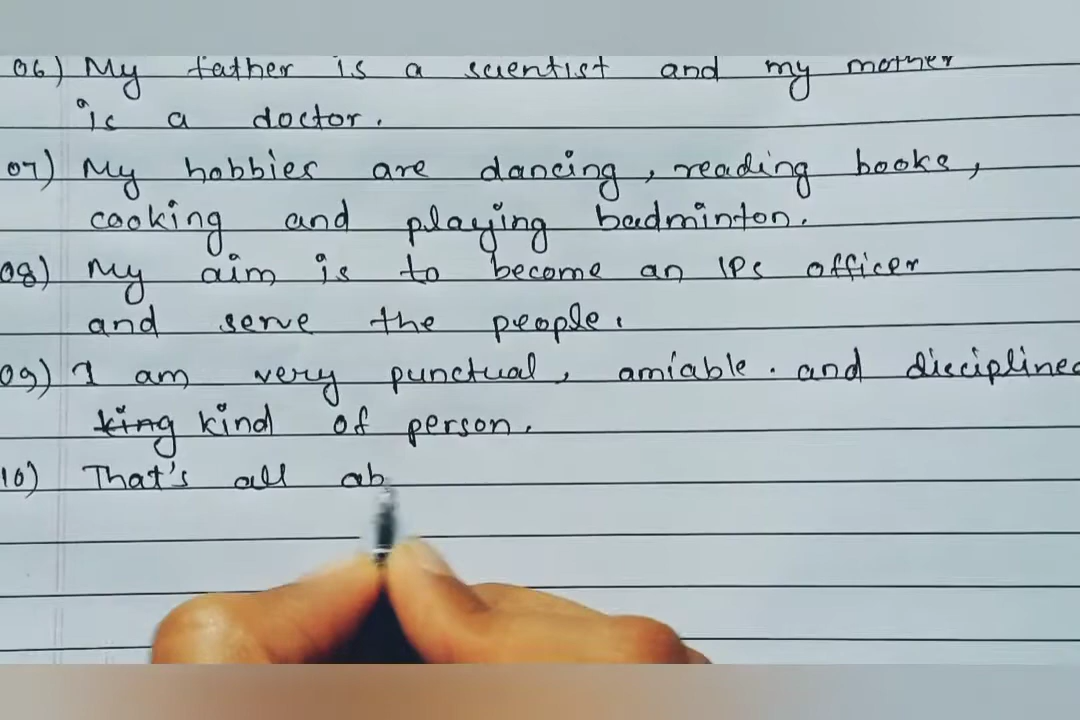 06) My father is a scientist and my mother
is a doctor.
07) My hobbies are dancing, reading books,
cooking and playing badminton.
08) My aim is to become an IPS officer
and serve the people.
09) I am very punctual, amiable. and disciplined
king kind of person.
10) That's all ab